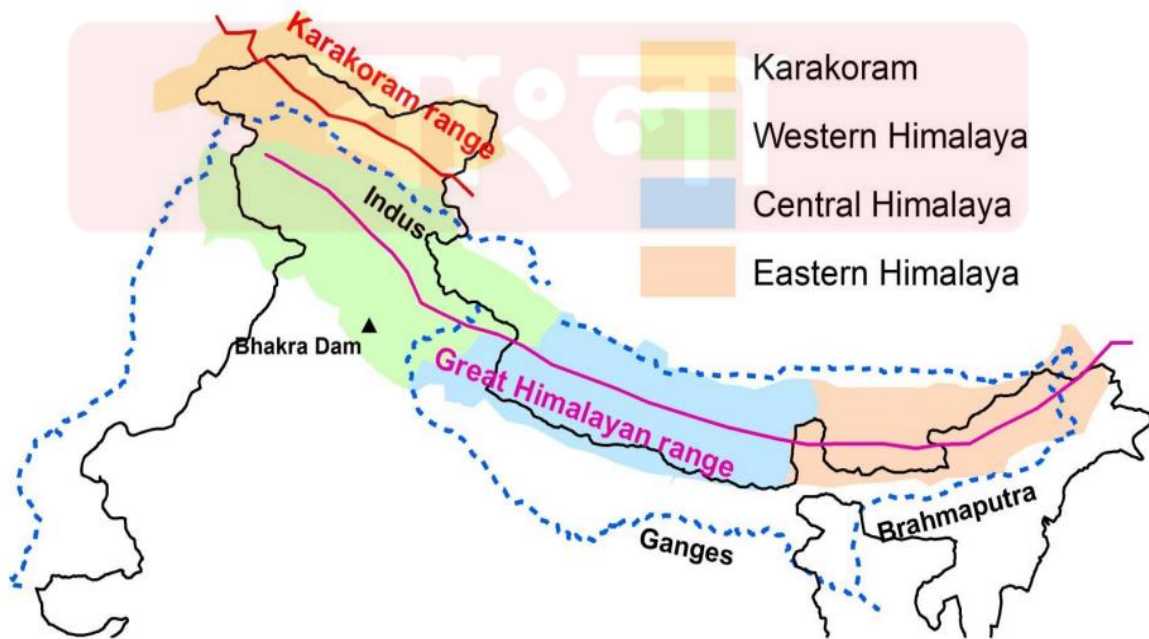 Karakoram range
Karakoram
Western Himalaya
Central Himalaya
Eastern Himalaya
Indus
Bhakra Dam
Great Himalayan range
Ganges
Brahmaputra
বাংলা